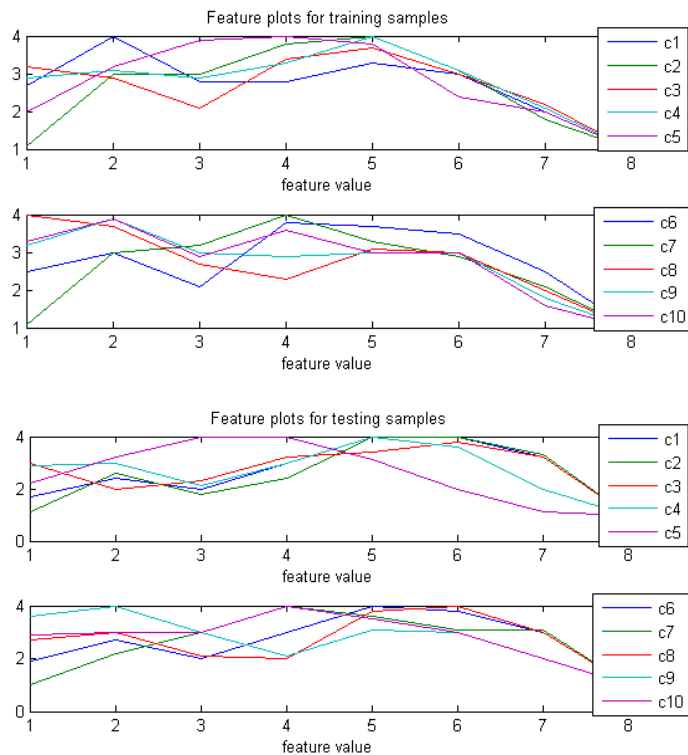 Feature plots for training samples
4
3
2
1
1 2 3 4 5 6 7 8
feature value
c1
c2
c3
c4
c5
4
3
2
1
1 2 3 4 5 6 7 8
feature value
c6
c7
c8
c9
c10
Feature plots for testing samples
4
2
0
1 2 3 4 5 6 7 8
feature value
c1
c2
c3
c4
c5
4
2
0
1 2 3 4 5 6 7 8
feature value
c6
c7
c8
c9
c10